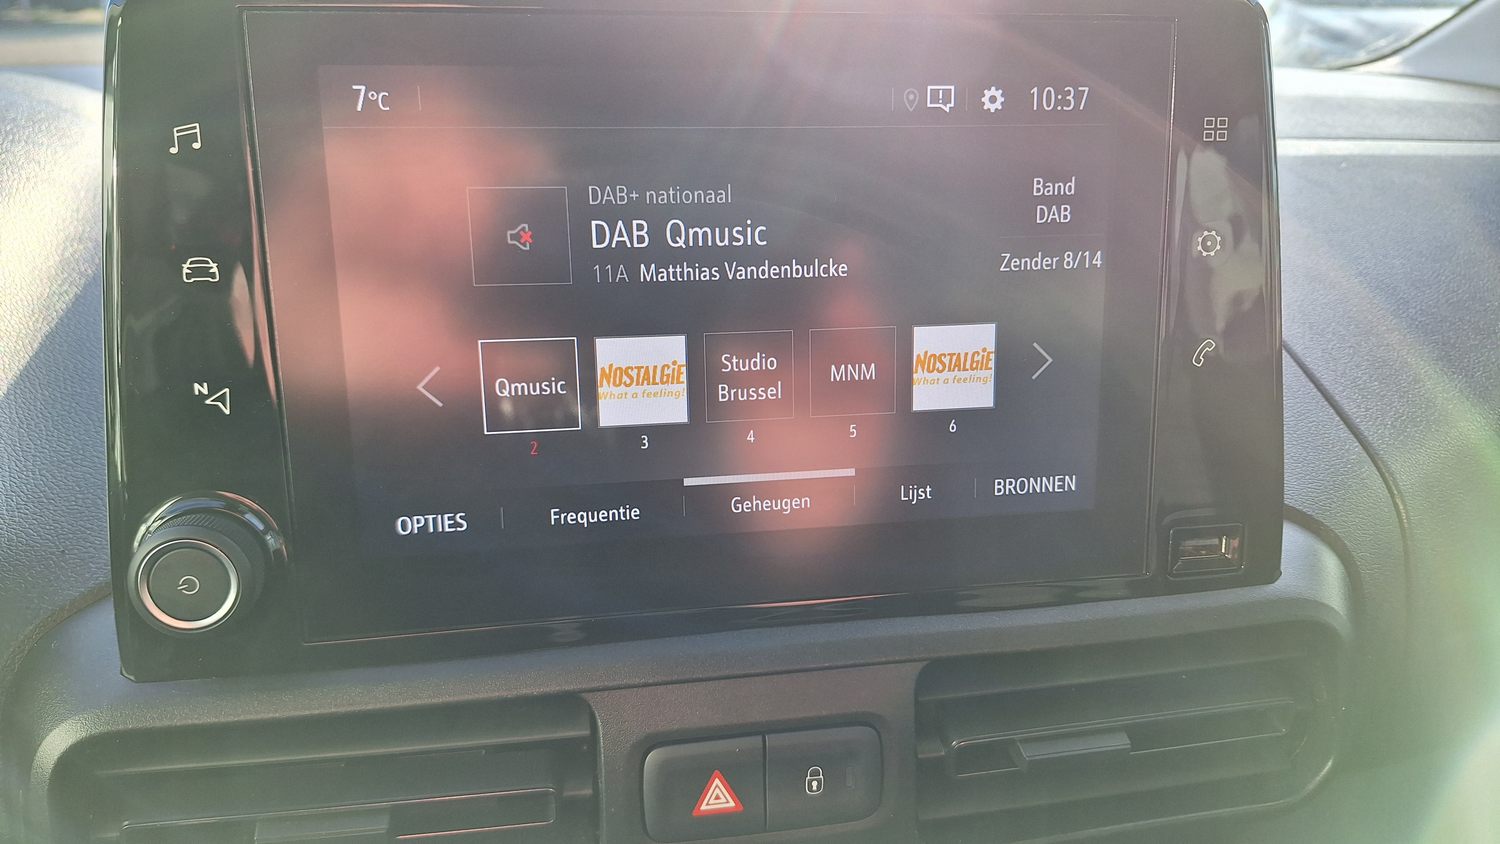 7°C
10:37
DAB+ nationaal
DAB Qmusic
11A Matthias Vandenbulcke
Band
DAB
Zender 8/14
N
Qmusic
NOSTALGiE
What a feeling!
Studio
Brussel
MNM
NOSTALGiE
What a feeling!
2
3
4
5
6
OPTIES
Frequentie
Geheugen
Lijst
BRONNEN